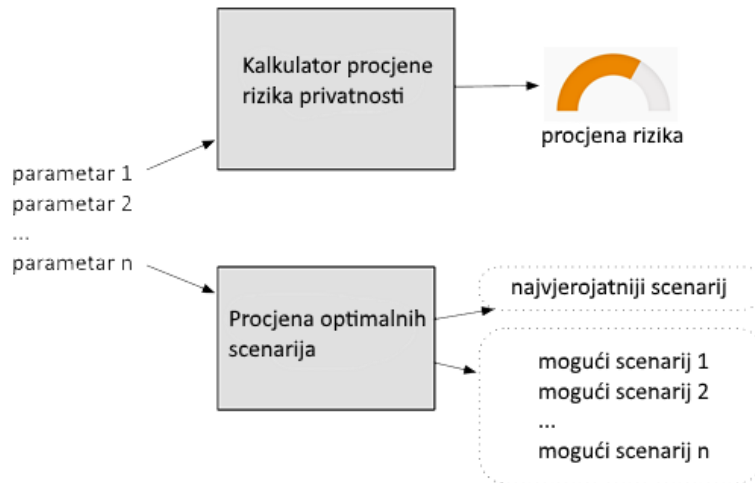 Kalkulator procjene
rizika privatnosti
procjena rizika
parametar 1
parametar 2
...
parametar n
Procjena optimalnih
scenarija
najvjerojatniji scenarij
mogući scenarij 1
mogući scenarij 2
...
mogući scenarij n